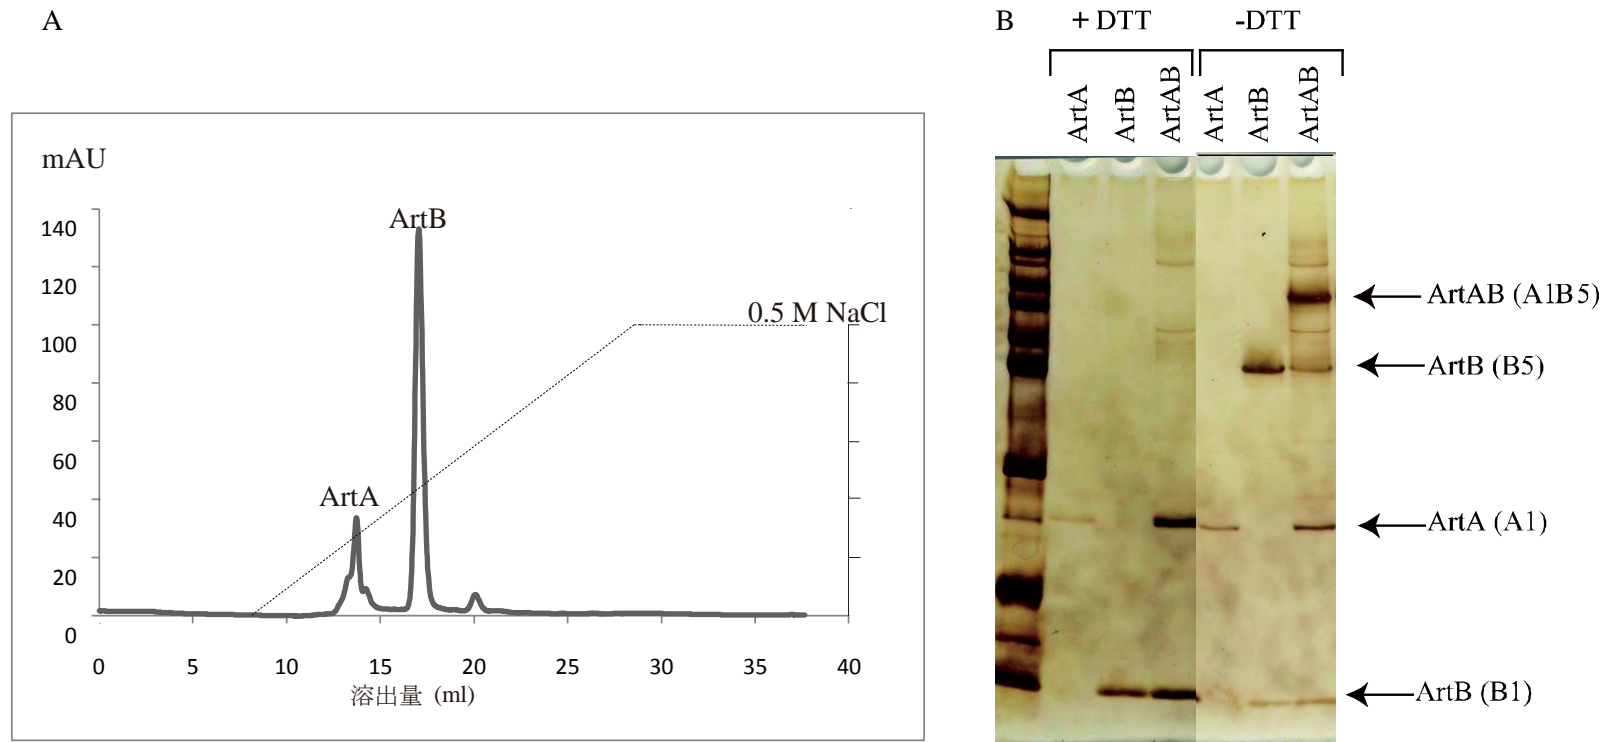 A
mAU
140
120
100
80
60
40
20
0
ArtB
ArtA
0.5 M NaCl
0 5 10 15 20 25 30 35 40
溶出量 (ml)
B
+ DTT
-DTT
ArtA
ArtB
ArtAB
ArtA
ArtB
ArtAB
ArtAB (A1B5)
ArtB (B5)
ArtA (A1)
ArtB (B1)